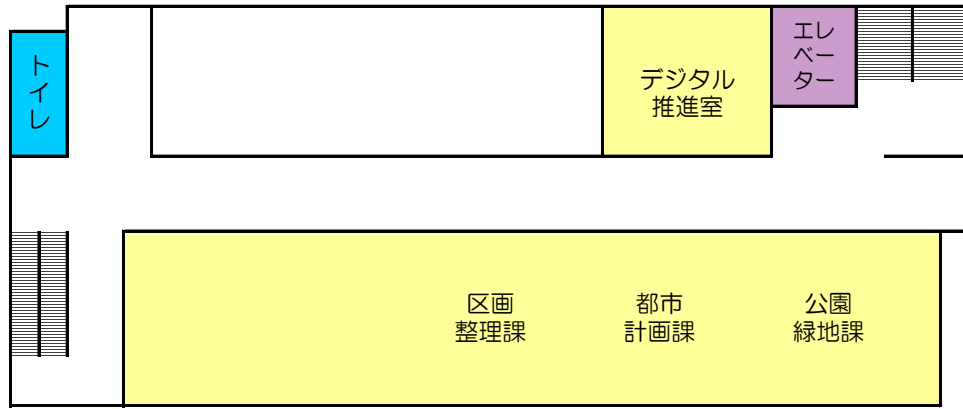 トイレ
デジタル
推進室
エレ
ベー
ター
区画
整理課
都市
計画課
公園
緑地課